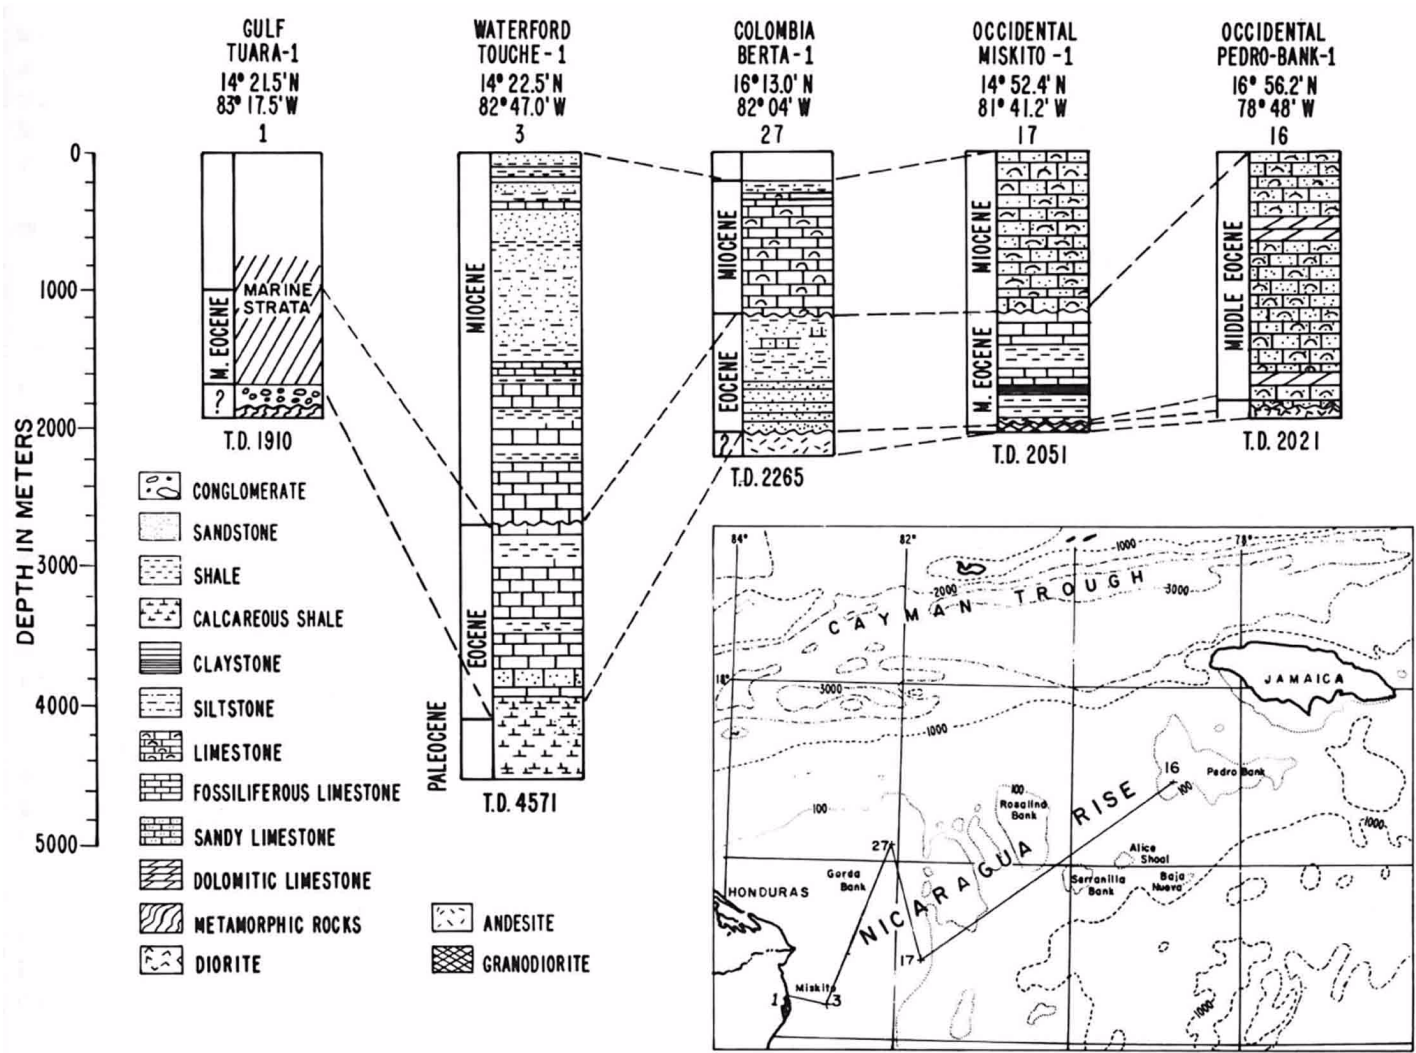 GULF
TUARA-1
14° 21.5' N
83° 17.5' W
1
WATERFORD
TOUCHE-1
14° 22.5' N
82° 47.0' W
3
COLOMBIA
BERTA-1
16° 13.0' N
82° 04' W
27
OCCIDENTAL
MISKITO-1
14° 52.4' N
81° 41.2' W
17
OCCIDENTAL
PEDRO-BANK-1
16° 56.2' N
78° 48' W
16
DEPTH IN METERS
0
1000
2000
3000
4000
5000
M. EOCENE
?
MARINE
STRATA
T.D. 1910
MIOCENE
EOCENE
PALEOCENE
T.D. 4571
MIOCENE
EOCENE
?
T.D. 2265
MIOCENE
M. EOCENE
T.D. 2051
MIDDLE EOCENE
T.D. 2021
CONGLOMERATE
SANDSTONE
SHALE
CALCAREOUS SHALE
CLAYSTONE
SILTSTONE
LIMESTONE
FOSSILIFEROUS LIMESTONE
SANDY LIMESTONE
DOLOMITIC LIMESTONE
METAMORPHIC ROCKS
DIORITE
ANDESITE
GRANODIORITE
84°
82°
78°
1000
2000
3000
CAYMAN TROUGH
18°
3000
JAMAICA
1000
16
Pedro Bank
100
100
100
Rosalind
Bank
NICARAGUA RISE
1000
27
Gorda
Bank
Alice
Shoal
Serranilla
Bank
Baja
Nueva
HONDURAS
17
Miskito
1
3
1000